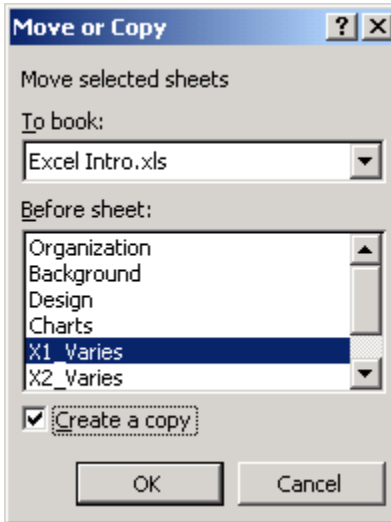 Move or Copy
Move selected sheets
To book:
Excel Intro.xls
Before sheet:
Organization
Background
Design
Charts
X1_Varies
X2_Varies
Create a copy
OK Cancel